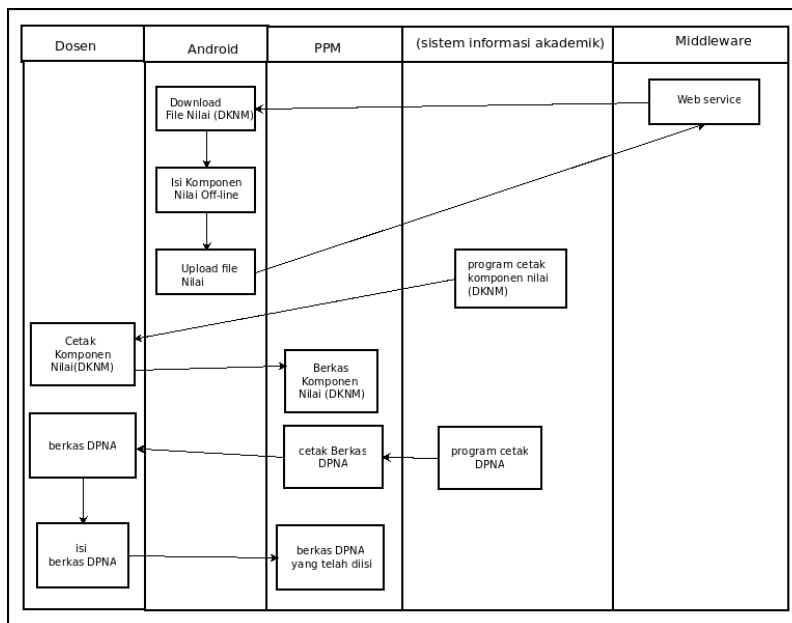 Dosen
Android
PPM
(sistem informasi akademik)
Middleware
Download
File Nilai (DKNM)
Web service
Isi Komponen
Nilai Off-line
Upload file
Nilai
program cetak
komponen nilai
(DKNM)
Cetak
Komponen
Nilai(DKNM)
Berkas
Komponen
Nilai (DKNM)
berkas DPNA
cetak Berkas
DPNA
program cetak
DPNA
isi
berkas DPNA
berkas DPNA
yang telah diisi